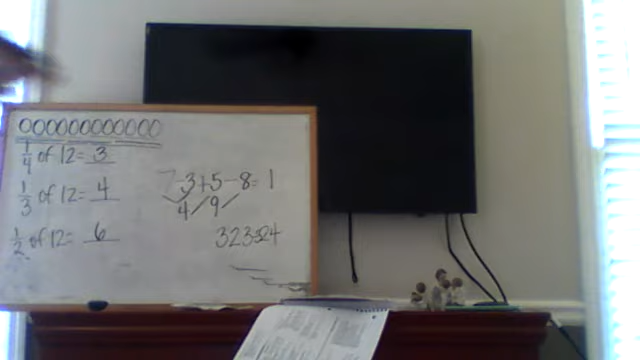 000000000000
1/4 of 12 = 3
1/3 of 12 = 4
1/2 of 12 = 6
7-3+5-8=1
4 9